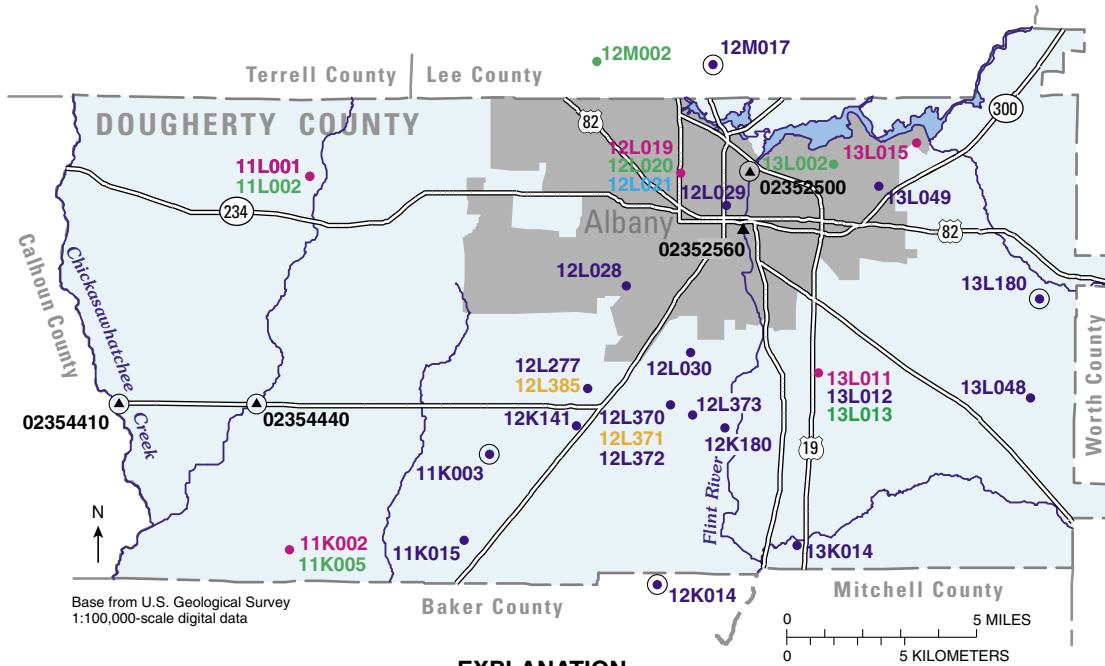 12M002
12M017
Terrell County
Lee County
DOUGHERTY COUNTY
82
300
11L001
11L002
12L019
12L020
12L021
13L002
13L015
02352500
12L029
13L049
234
Albany
02352560
82
Calhoun County
Chickasawhatchee
Creek
12L028
13L180
Worth County
12L277
12L385
12L030
13L011
13L012
13L013
13L048
02354410
02354440
12K141
12L370
12L371
12L372
12L373
12K180
11K003
19
Flint River
N
11K002
11K005
11K015
13K014
12K014
Baker County
Mitchell County
Base from U.S. Geological Survey
1:100,000-scale digital data
0 5 MILES
0 5 KILOMETERS
EXPLANATION